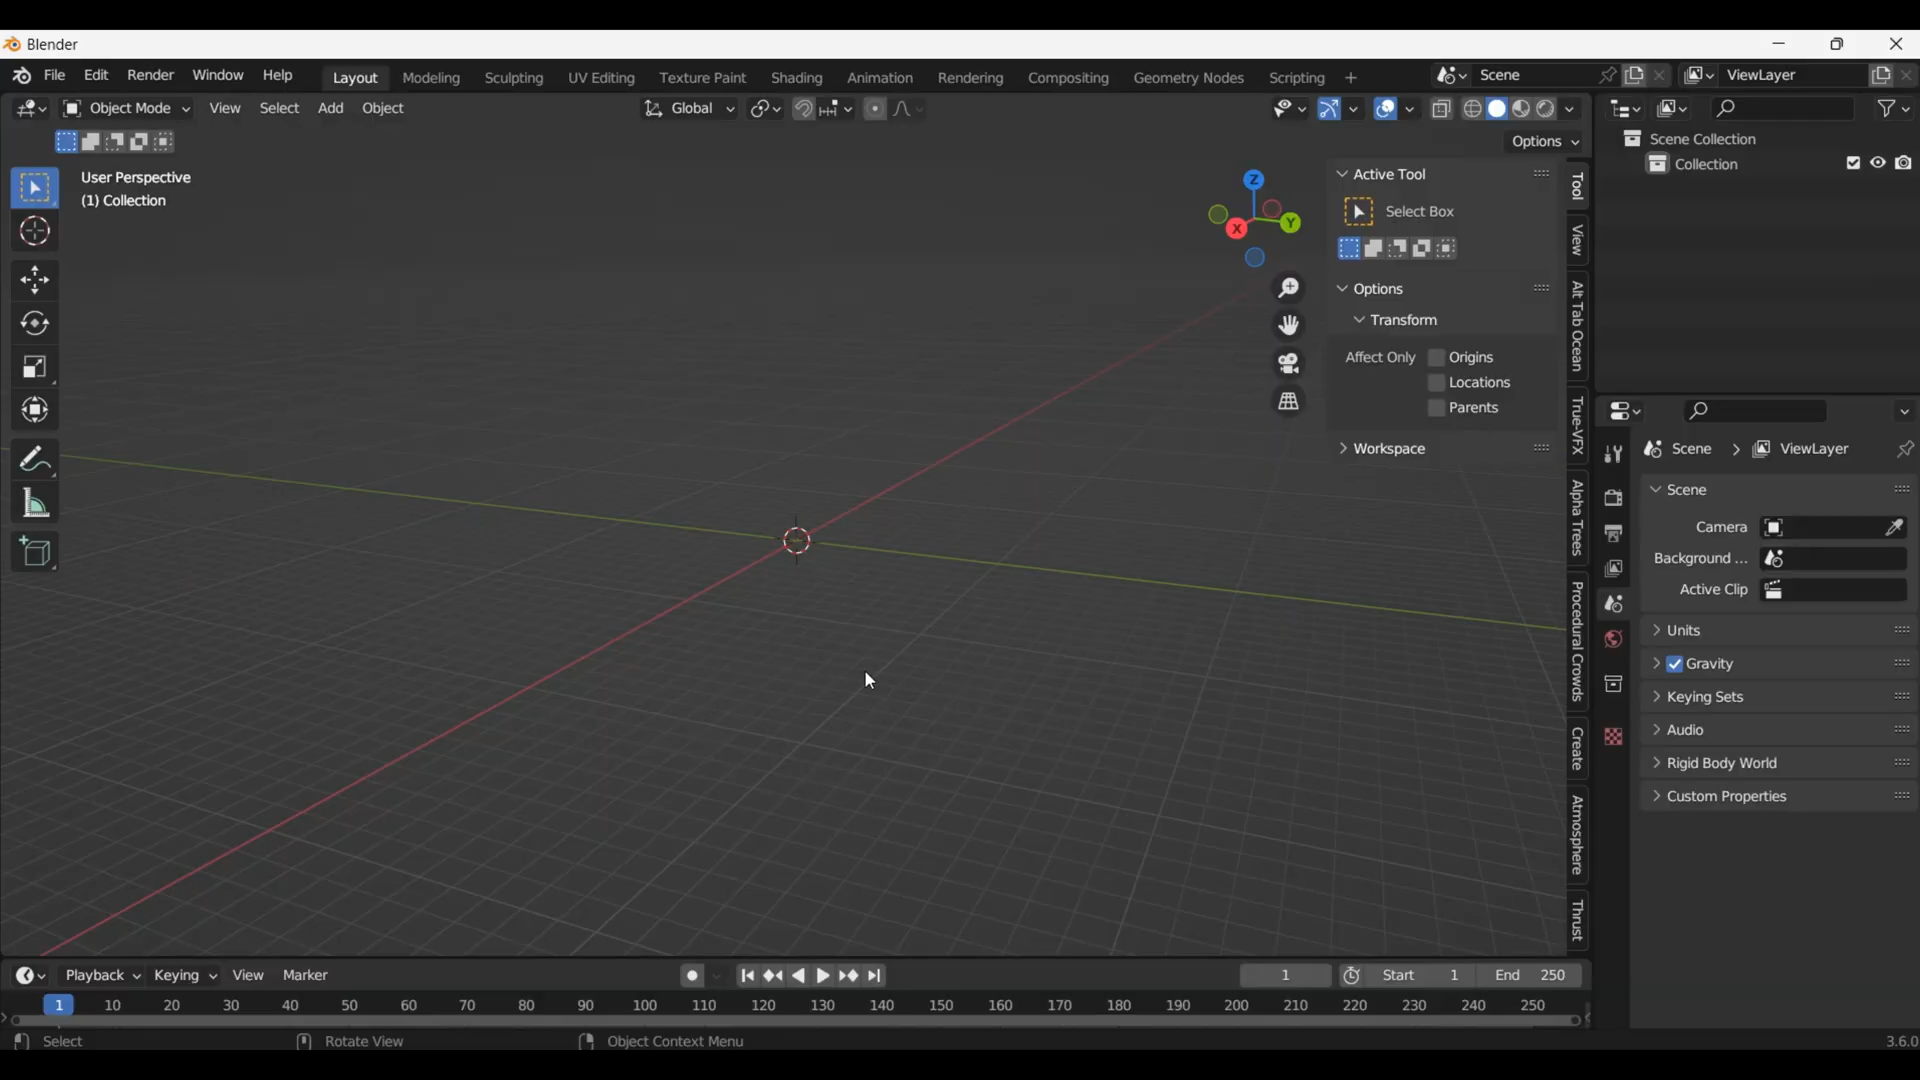 Blender
File Edit Render Window Help Layout Modeling Sculpting UV Editing Texture Paint Shading Animation Rendering Compositing Geometry Nodes Scripting + Scene ViewLayer
Object Mode View Select Add Object Global
Options
User Perspective
(1) Collection
Z
Y
X
Active Tool
Select Box
Options
Transform
Affect Only Origins
Locations
Parents
Workspace
Tool
View
Alt Tab Ocean
True-VFX
Alpha Trees
Procedural Crowds
Create
Atmosphere
Thrust
Scene Collection
Collection
Scene > ViewLayer
Scene
Camera
Background ...
Active Clip
Units
Gravity
Keying Sets
Audio
Rigid Body World
Custom Properties
Playback Keying View Marker 1 Start 1 End 250
1 10 20 30 40 50 60 70 80 90 100 110 120 130 140 150 160 170 180 190 200 210 220 230 240 250
Select Rotate View Object Context Menu 3.6.0